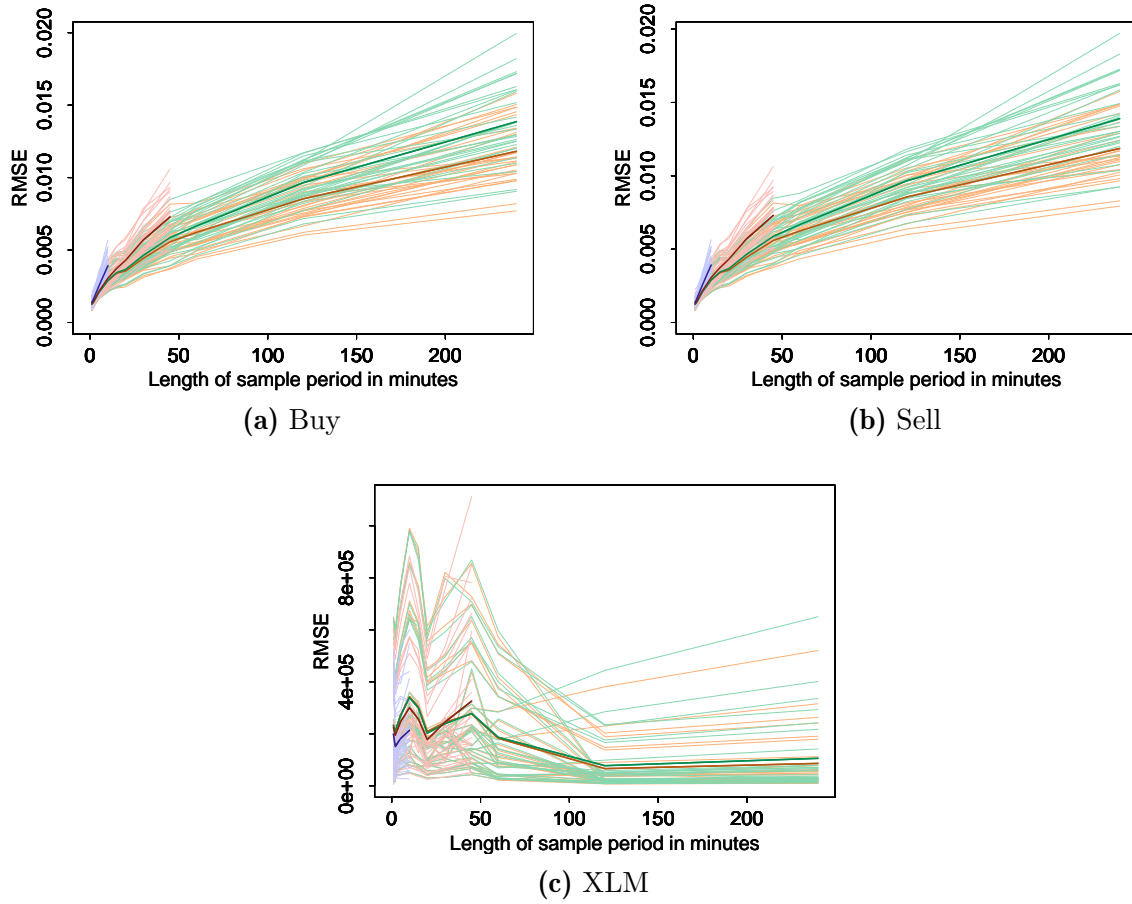 0.020
0.015
0.010
0.005
0.000
RMSE
0 50 100 150 200
Length of sample period in minutes
(a) Buy
0.020
0.015
0.010
0.005
0.000
RMSE
0 50 100 150 200
Length of sample period in minutes
(b) Sell
8e+05
4e+05
0e+00
RMSE
0 50 100 150 200
Length of sample period in minutes
(c) XLM